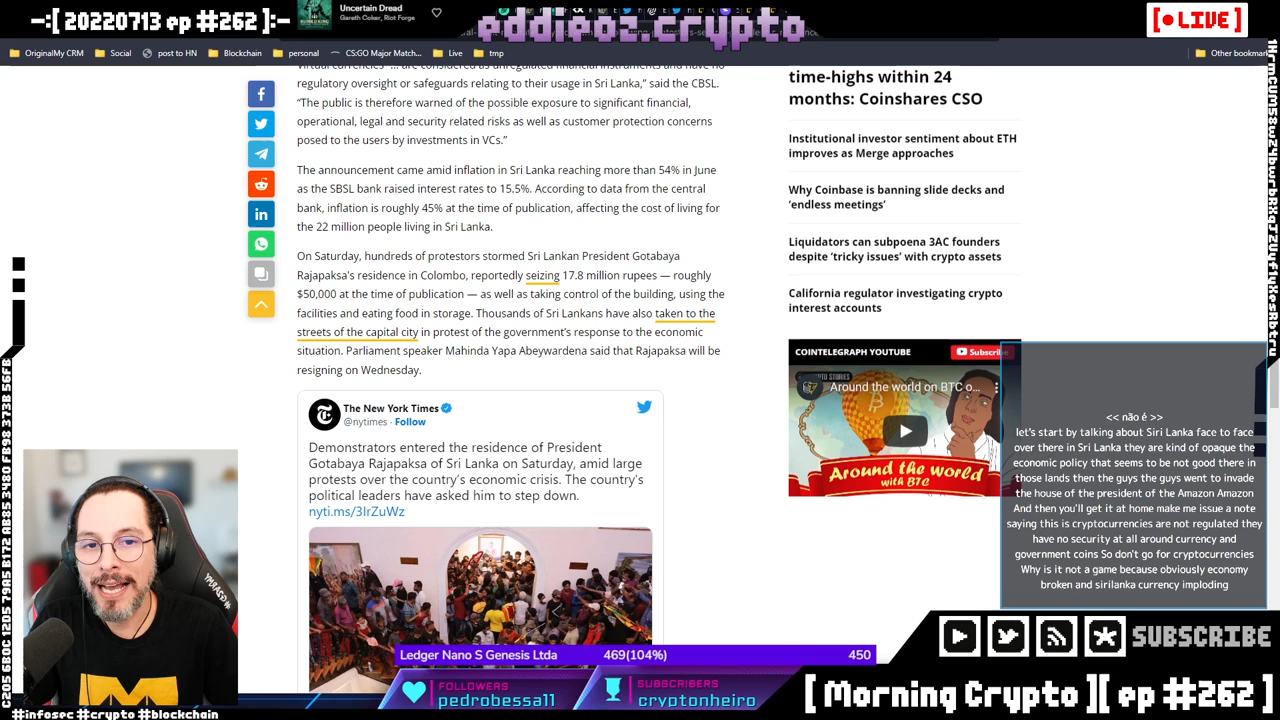 -:[ 20220713 ep #262 ]:-
Uncertain Dread
Gareth Coker, Riot Forge
eddieoz.crypto
[ ● LIVE ]
OriginalMy CRM
Social
post to HN
Blockchain
personal
CS:GO Major Match...
Live
tmp
Other bookmark
virtual currencies "... are considered as unregulated financial instruments and have no
regulatory oversight or safeguards relating to their usage in Sri Lanka," said the CBSL.
"The public is therefore warned of the possible exposure to significant financial,
operational, legal and security related risks as well as customer protection concerns
posed to the users by investments in VCs."
The announcement came amid inflation in Sri Lanka reaching more than 54% in June
as the SBSL bank raised interest rates to 15.5%. According to data from the central
bank, inflation is roughly 45% at the time of publication, affecting the cost of living for
the 22 million people living in Sri Lanka.
On Saturday, hundreds of protestors stormed Sri Lankan President Gotabaya
Rajapaksa's residence in Colombo, reportedly seizing 17.8 million rupees — roughly
$50,000 at the time of publication — as well as taking control of the building, using the
facilities and eating food in storage. Thousands of Sri Lankans have also taken to the
streets of the capital city in protest of the government's response to the economic
situation. Parliament speaker Mahinda Yapa Abeywardena said that Rajapaksa will be
resigning on Wednesday.
The New York Times
@nytimes · Follow
Demonstrators entered the residence of President
Gotabaya Rajapaksa of Sri Lanka on Saturday, amid large
protests over the country's economic crisis. The country's
political leaders have asked him to step down.
nyti.ms/3IrZuWz
time-highs within 24
months: Coinshares CSO
Institutional investor sentiment about ETH
improves as Merge approaches
Why Coinbase is banning slide decks and
'endless meetings'
Liquidators can subpoena 3AC founders
despite 'tricky issues' with crypto assets
California regulator investigating crypto
interest accounts
COINTELEGRAPH YOUTUBE
Subscribe
CRYPTO STORIES
Around the world on BTC o...
Around the world
with BTC
<< não é >>
let's start by talking about Siri Lanka face to face
over there in Sri Lanka they are kind of opaque the
economic policy that seems to be not good there in
those lands then the guys the guys went to invade
the house of the president of the Amazon Amazon
And then you'll get it at home make me issue a note
saying this is cryptocurrencies are not regulated they
have no security at all around currency and
government coins So don't go for cryptocurrencies
Why is it not a game because obviously economy
broken and sirilanka currency imploding
Ledger Nano S Genesis Ltda
469(104%)
450
FOLLOWERS
pedrobessa11
SUBSCRIBERS
cryptonheiro
SUBSCRIBE
[ Morning Crypto ][ ep #262 ]
#infosec #crypto #blockchain